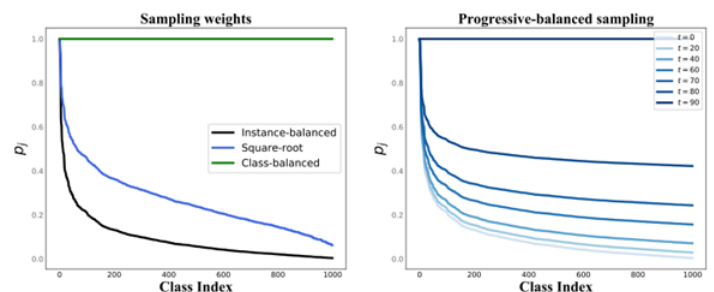 Sampling weights
1.0
0.8
0.6
0.4
0.2
0.0
pj
Instance-balanced
Square-root
Class-balanced
0 200 400 600 800 1000
Class Index
Progressive-balanced sampling
1.0
0.8
0.6
0.4
0.2
0.0
pj
t = 0
t = 20
t = 40
t = 60
t = 70
t = 80
t = 90
0 200 400 600 800 1000
Class Index